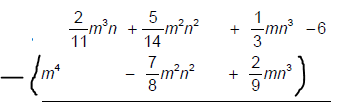 2/11 m³n + 5/14 m²n² + 1/3 mn³ −6
− (m⁴ − 7/8 m²n² + 2/9 mn³)